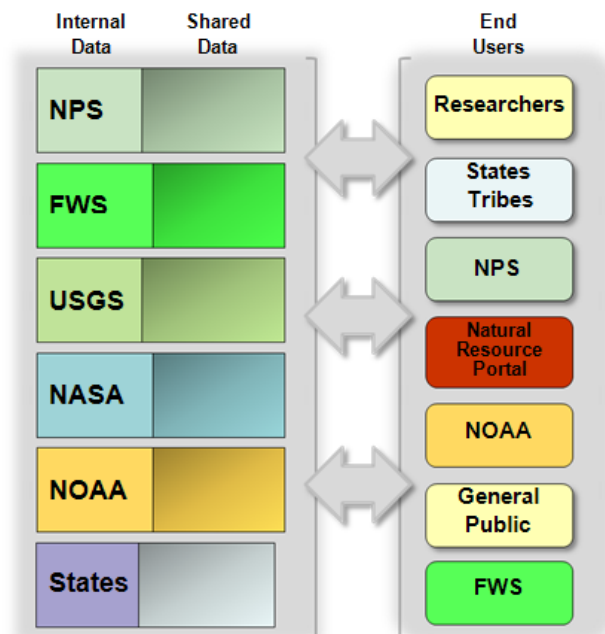 Internal
Data
Shared
Data
End
Users
NPS
FWS
USGS
NASA
NOAA
States
Researchers
States
Tribes
NPS
Natural
Resource
Portal
NOAA
General
Public
FWS